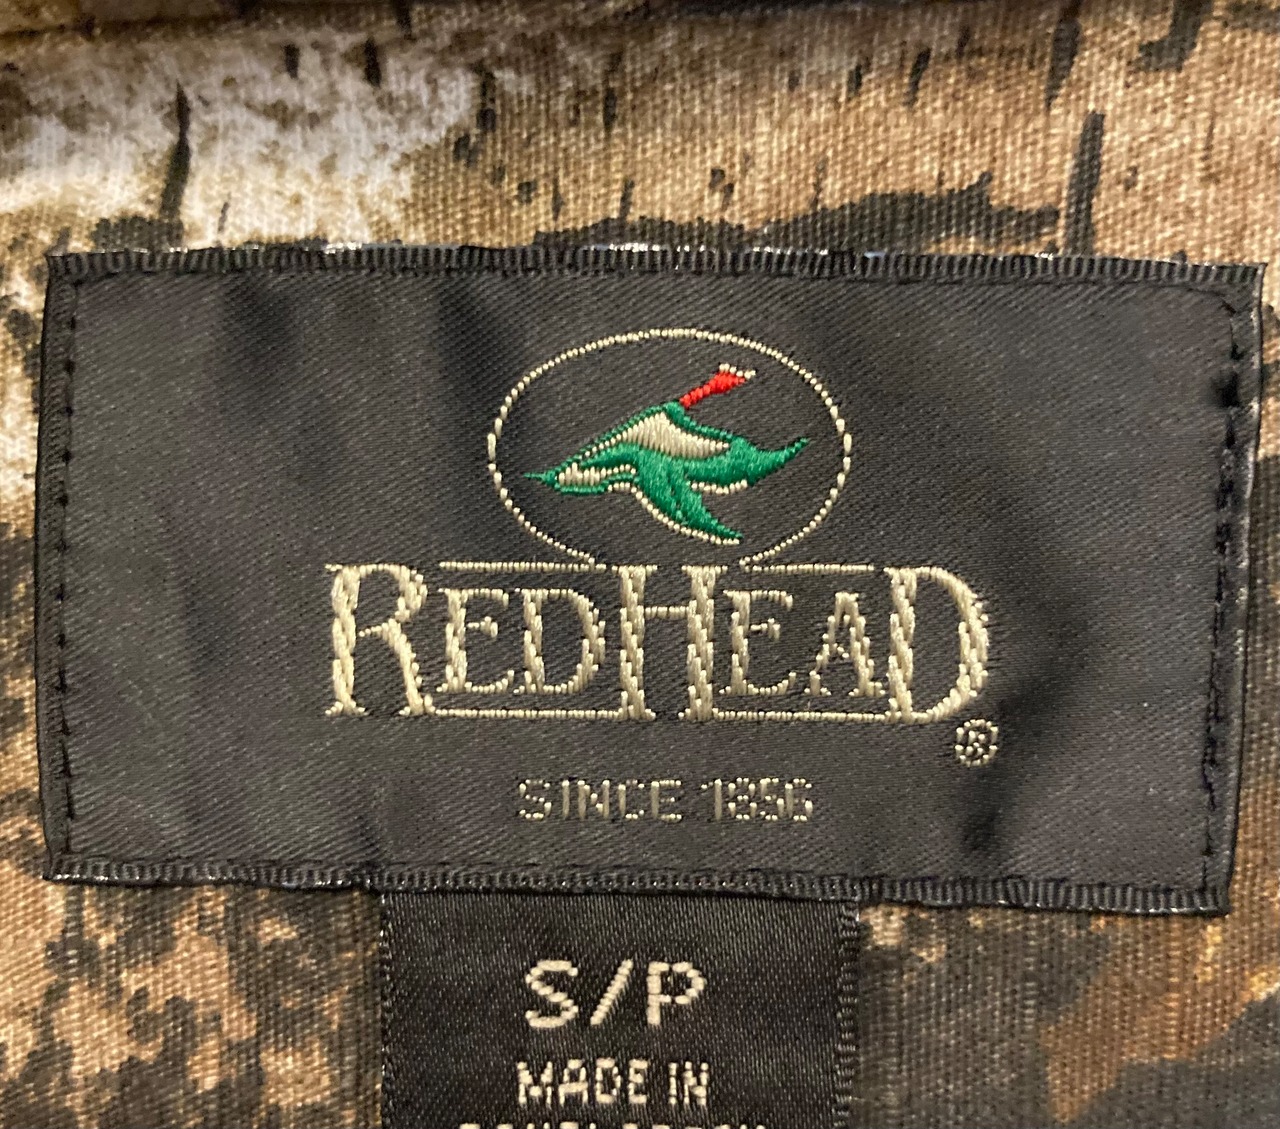 REDHEAD®
SINCE 1856
S/P
MADE IN